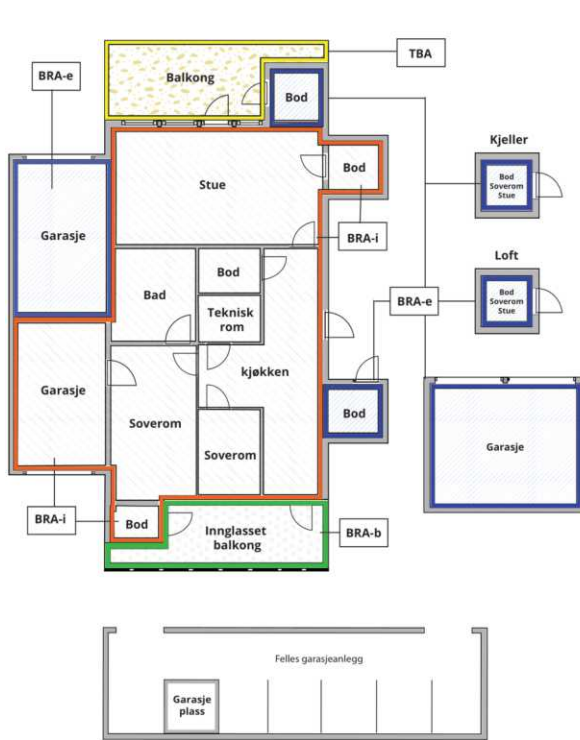 TBA
BRA-e
Balkong
Bod
Kjeller
Bod
Bod
Soverom
Stue
Stue
Garasje
BRA-i
Loft
Bod
Bad
Bod
Soverom
Stue
BRA-e
Teknisk
rom
Garasje
kjøkken
Bod
Soverom
Soverom
Garasje
BRA-i
Bod
Innglasset
balkong
BRA-b
Felles garasjeanlegg
Garasje
plass